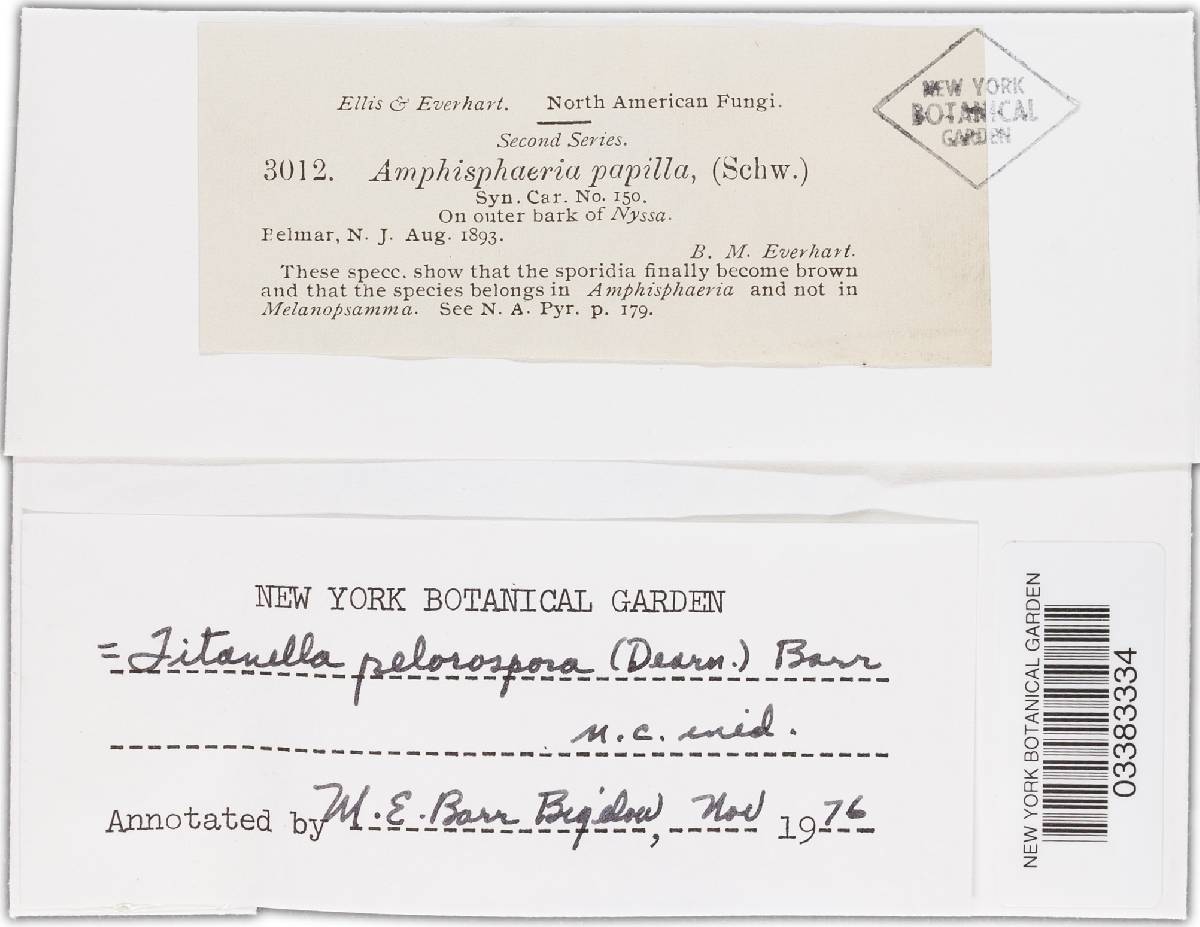 Ellis & Everhart. North American Fungi.
Second Series.
3012. Amphisphaeria papilla, (Schw.)
Syn. Car. No. 150.
On outer bark of Nyssa.
Belmar, N. J. Aug. 1893.
B. M. Everhart.
These specc. show that the sporidia finally become brown
and that the species belongs in Amphisphaeria and not in
Melanopsamma. See N. A. Pyr. p. 179.
NEW YORK
BOTANICAL
GARDEN
NEW YORK BOTANICAL GARDEN
= Titanella pelorospora (Dearn.) Barr
n.c. ined.
Annotated by M. E. Barr Bigelow, Nov 1976
NEW YORK BOTANICAL GARDEN
03383334